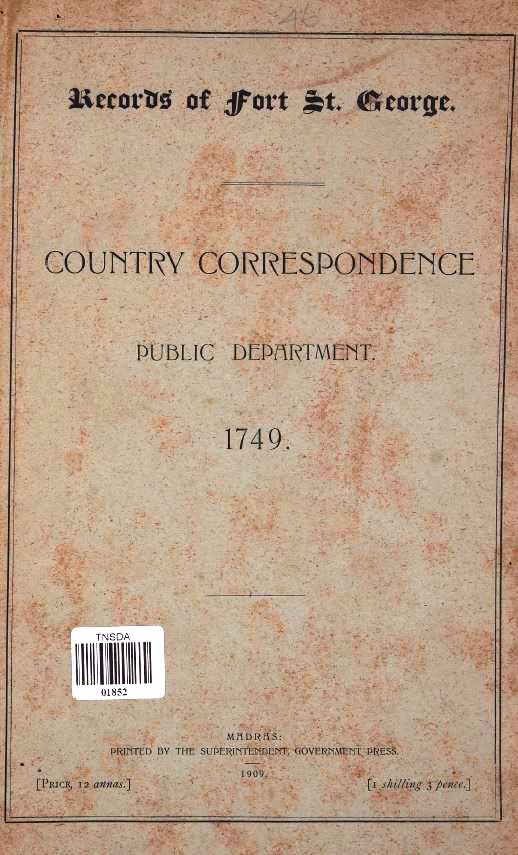 46
Records of Fort St. George.
COUNTRY CORRESPONDENCE
PUBLIC DEPARTMENT.
1749.
TNSDA
01852
MADRAS:
PRINTED BY THE SUPERINTENDENT, GOVERNMENT PRESS.
1909.
[PRICE, 12 annas.] [1 shilling 3 pence.]